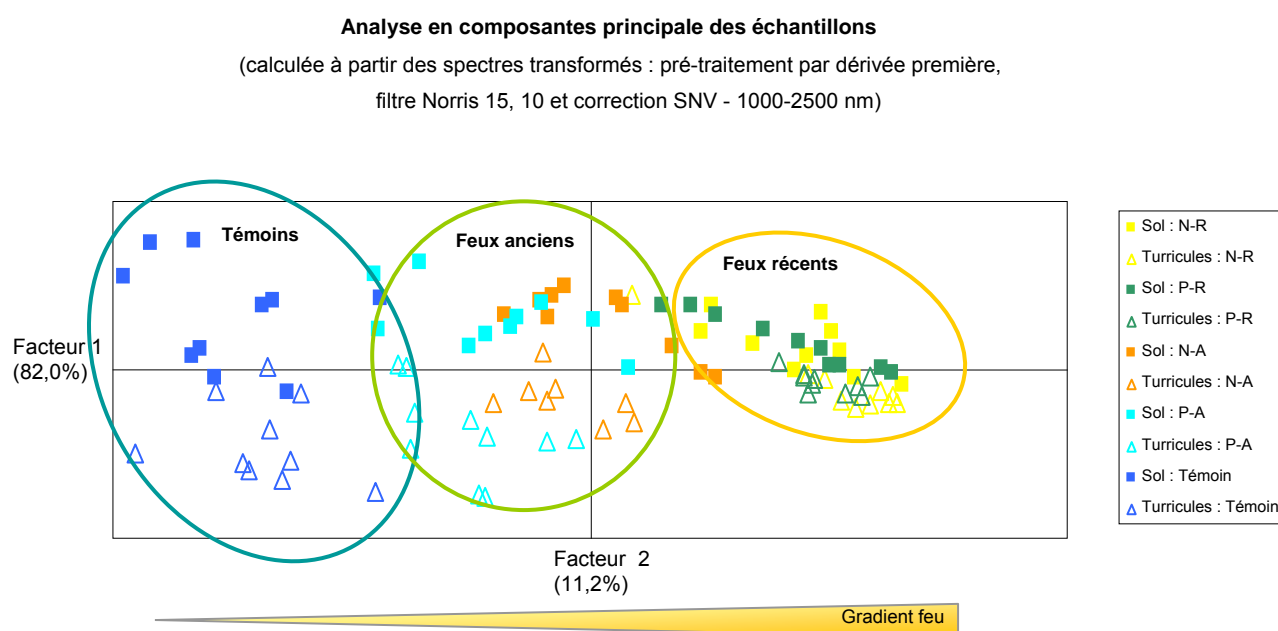 Analyse en composantes principale des échantillons
(calculée à partir des spectres transformés : pré-traitement par dérivée première,
filtre Norris 15, 10 et correction SNV - 1000-2500 nm)
Témoins
Feux anciens
Feux récents
Facteur 1
(82,0%)
Facteur 2
(11,2%)
Gradient feu
Sol : N-R
Turricules : N-R
Sol : P-R
Turricules : P-R
Sol : N-A
Turricules : N-A
Sol : P-A
Turricules : P-A
Sol : Témoin
Turricules : Témoin